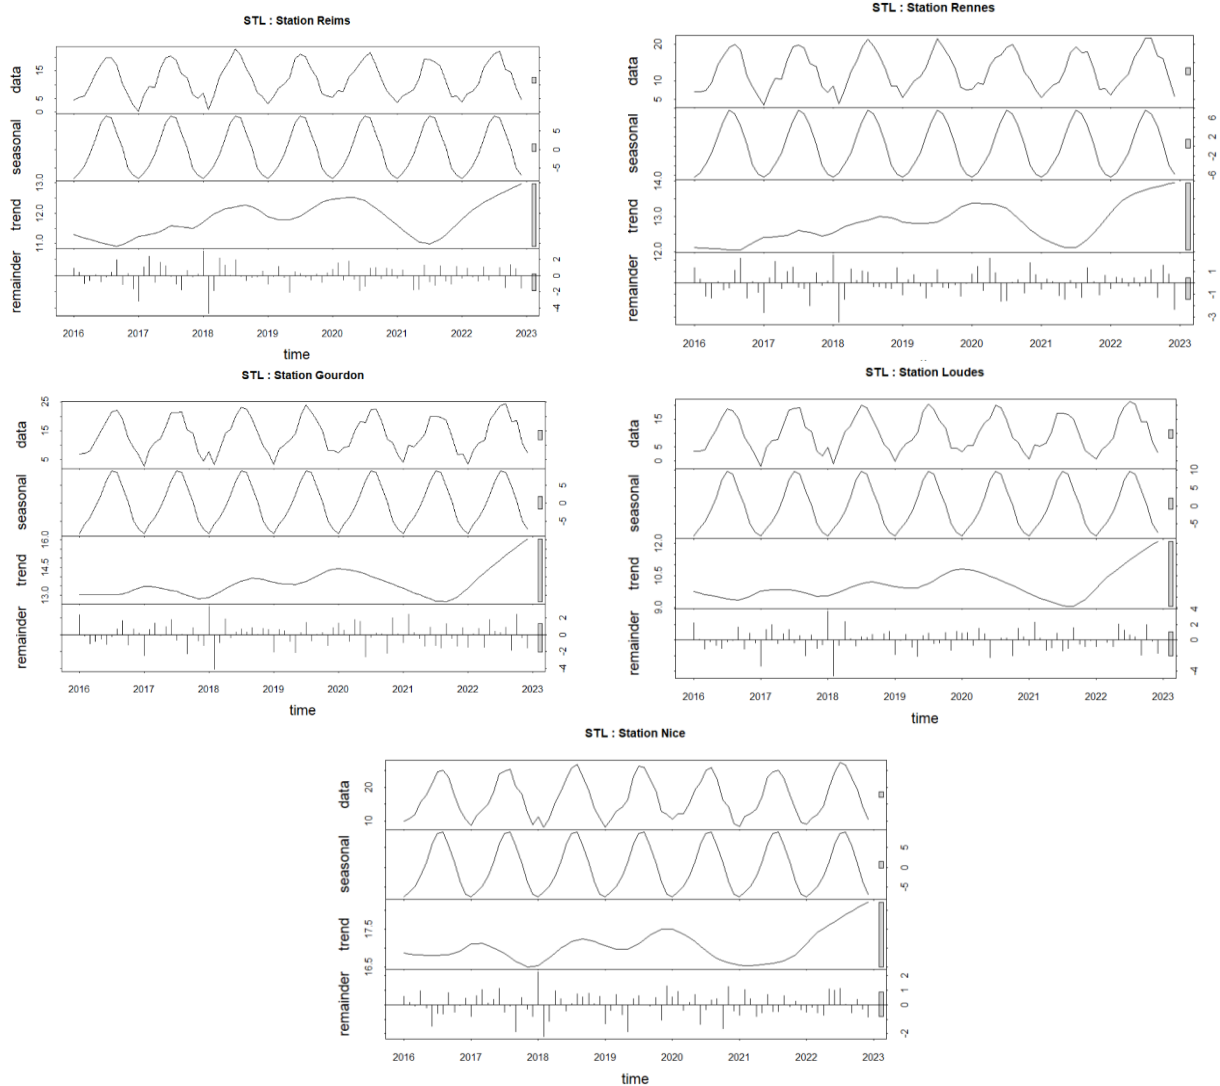 STL : Station Reims
data
5 15
0
seasonal
-5 0 5
trend
11.0 12.0 13.0
remainder
-4 -2 0 2
2016 2017 2018 2019 2020 2021 2022 2023
time
STL : Station Rennes
data
5 10 20
seasonal
-6 -2 2 6
trend
12.0 13.0 14.0
14.0
remainder
-3 -1 1
2016 2017 2018 2019 2020 2021 2022 2023
STL : Station Gourdon
data
5 15 25
seasonal
-5 0 5
trend
13.0 14.5 16.0
remainder
-4 -2 0 2
2016 2017 2018 2019 2020 2021 2022 2023
time
STL : Station Loudes
data
0 5 15
seasonal
-5 0 5 10
trend
9.0 10.5 12.0
remainder
-4 0 2 4
2016 2017 2018 2019 2020 2021 2022 2023
time
STL : Station Nice
data
10 20
seasonal
-5 0 5
trend
16.5 17.5
remainder
-2 0 1 2
2016 2017 2018 2019 2020 2021 2022 2023
time